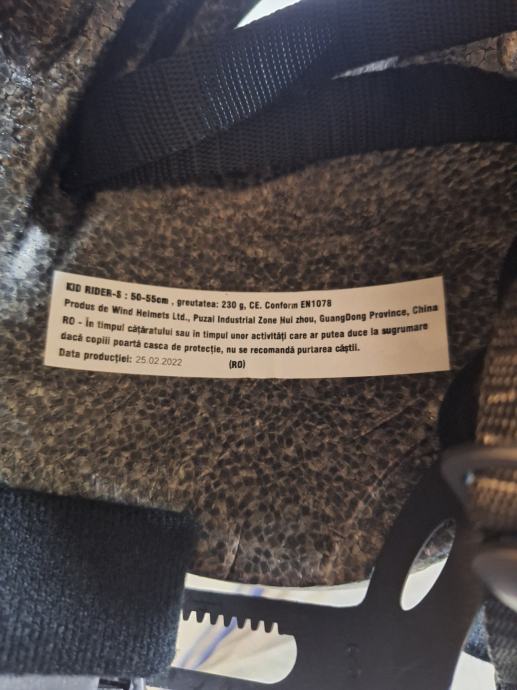 KID RIDER-S : 50-55cm , greutatea: 230 g, CE. Conform EN1078
Produs de Wind Helmets Ltd., Puzai Industrial Zone Hui zhou, GuangDong Province, China
RO - în timpul cățăratului sau în timpul unor activități care ar putea duce la sugrumare
dacă copiii poartă casca de protecție, nu se recomandă purtarea căștii.
Data producției: 25.02.2022 (RO)